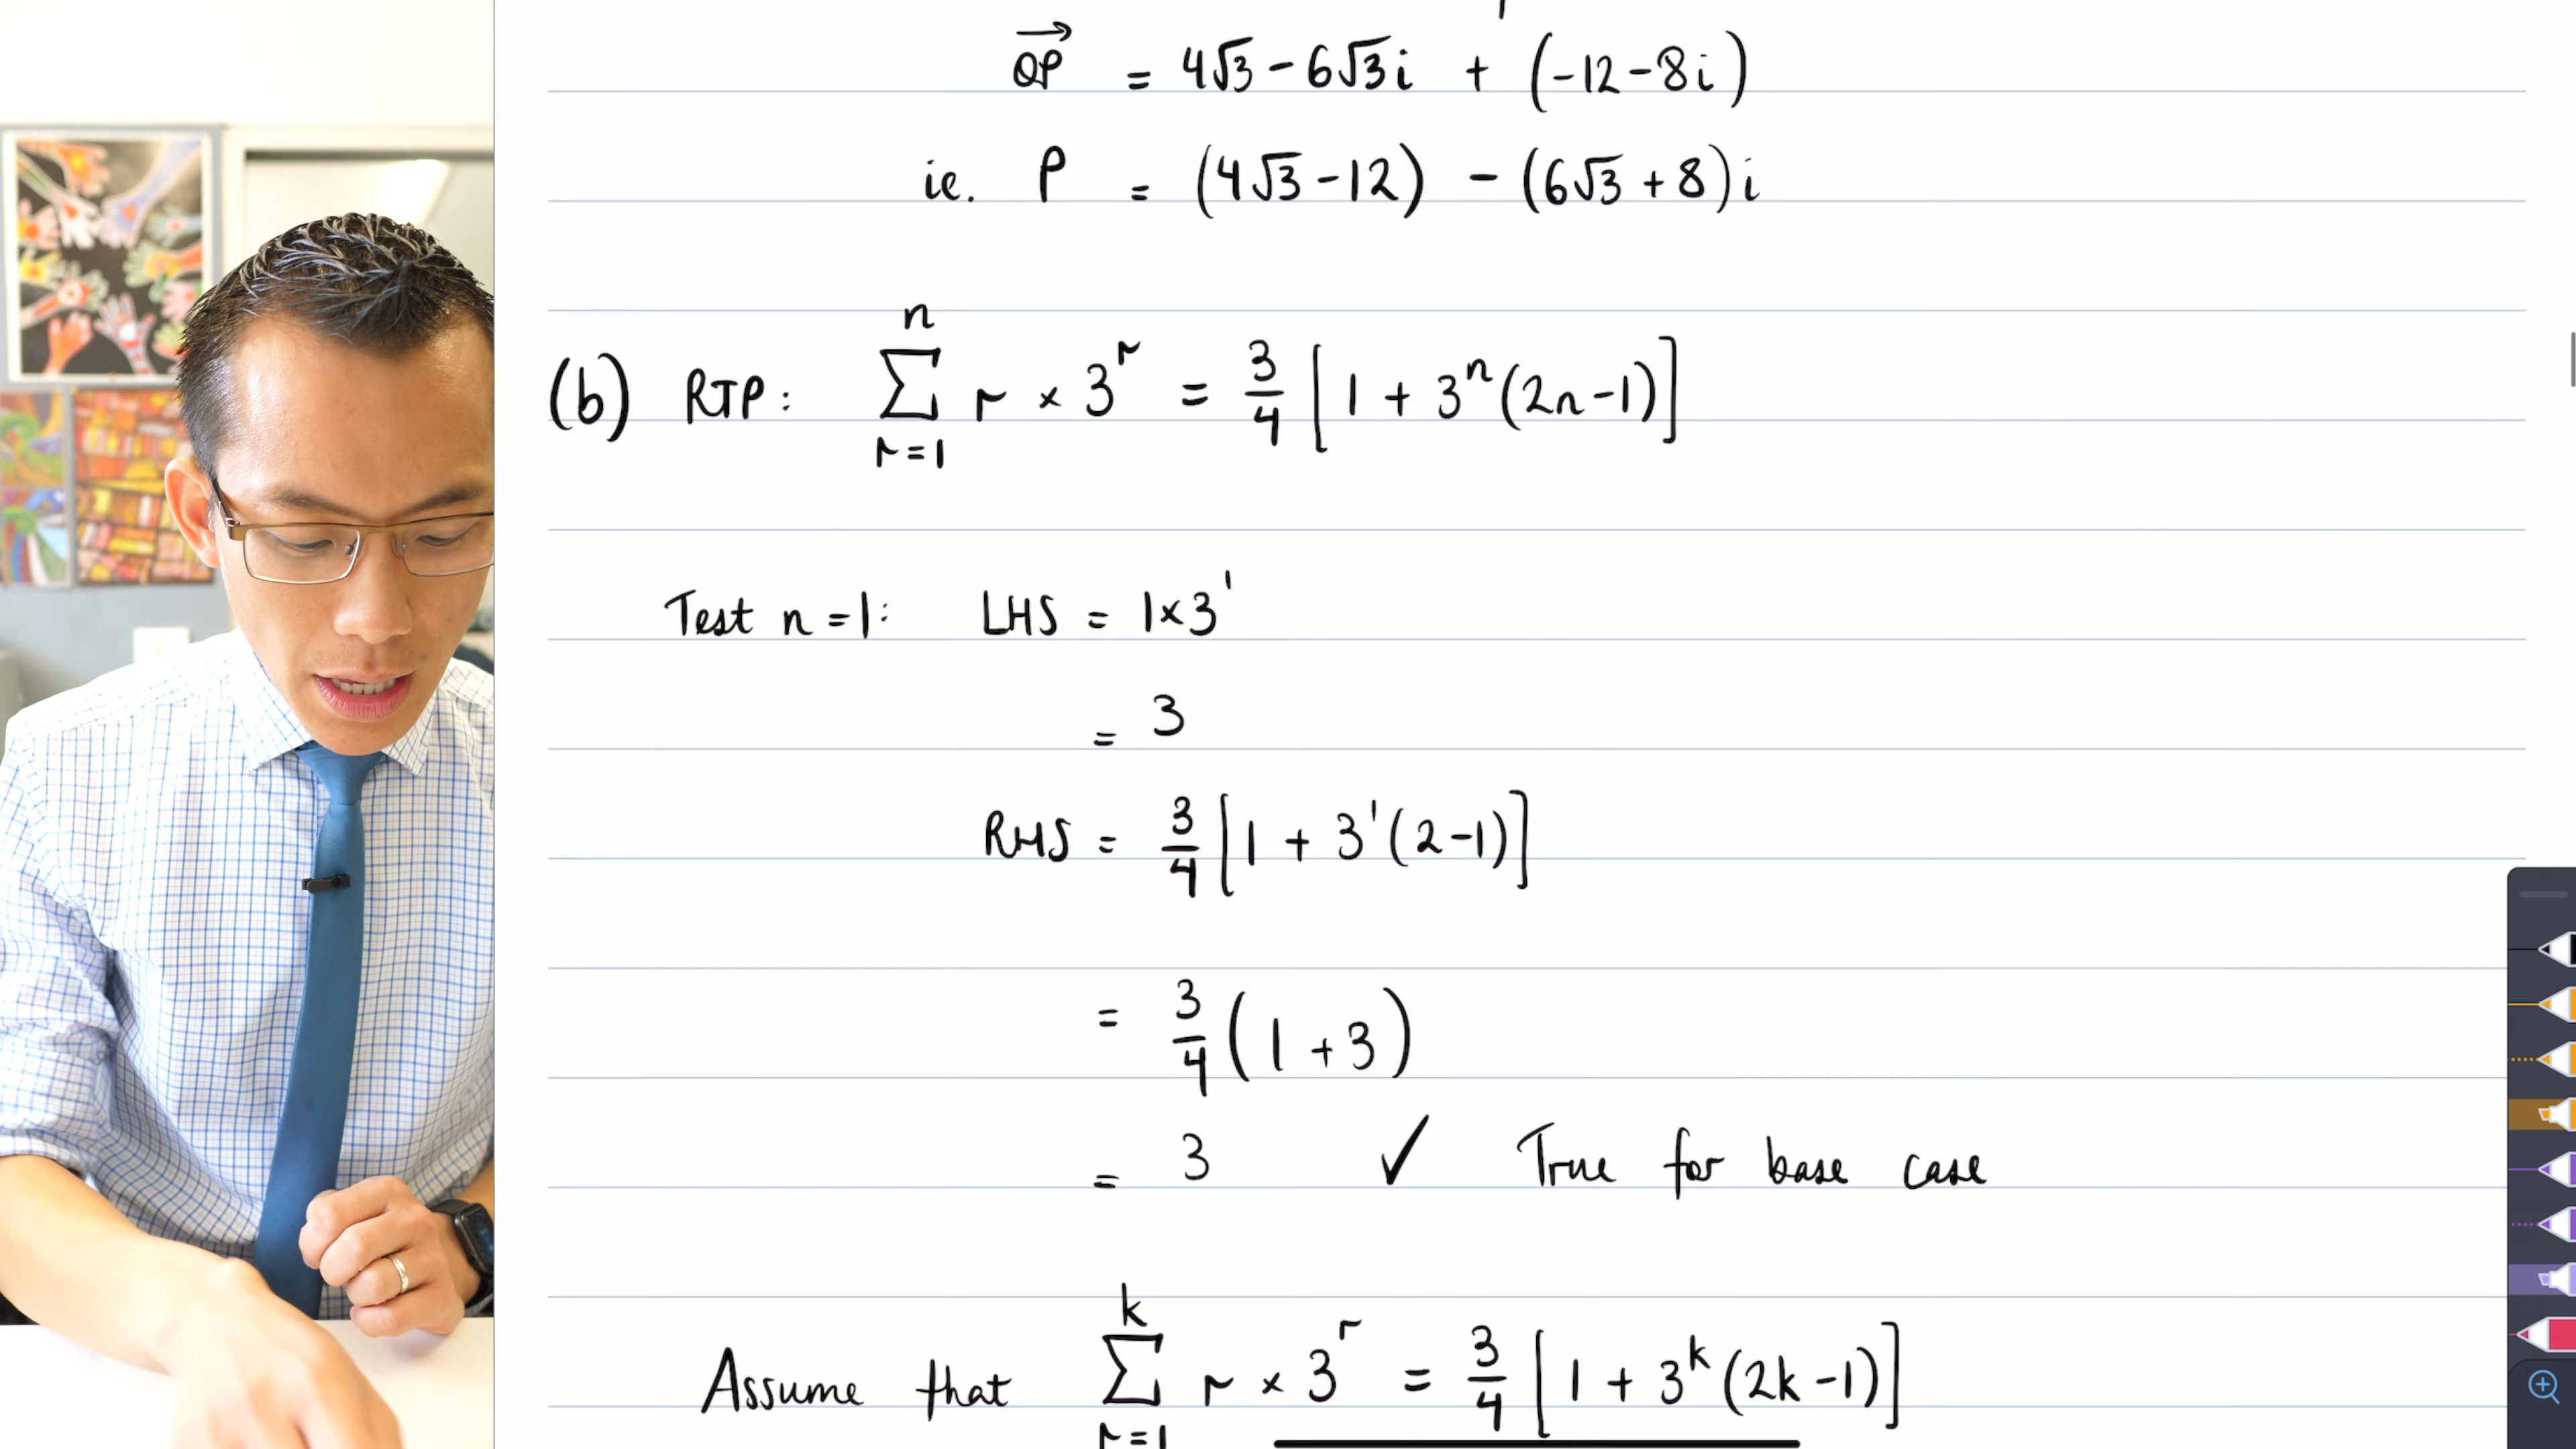 →OP = 4√3 - 6√3i + (-12-8i)
ie. P = (4√3-12) - (6√3+8)i
(b) RTP: n∑r=1 r × 3^r = 3/4 [1 + 3^n(2n-1)]
Test n=1: LHS = 1×3^1
= 3
RHS = 3/4 [1 + 3^1(2-1)]
= 3/4 (1+3)
= 3 ✓ True for base case
Assume that k∑r=1 r × 3^r = 3/4 [1 + 3^k(2k-1)]